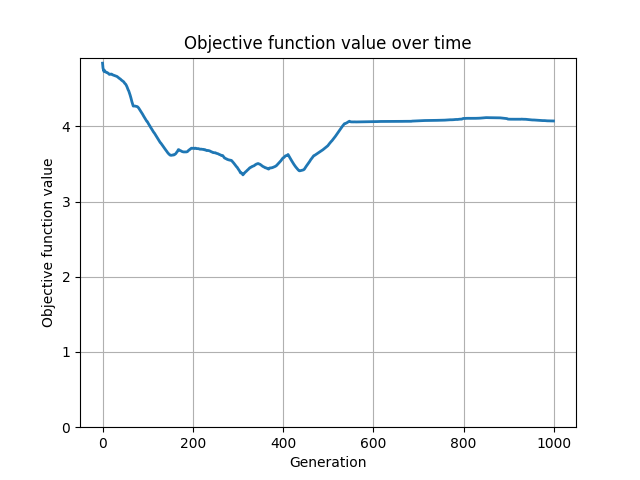 Objective function value over time
Objective function value
4
3
2
1
0
0 200 400 600 800 1000
Generation